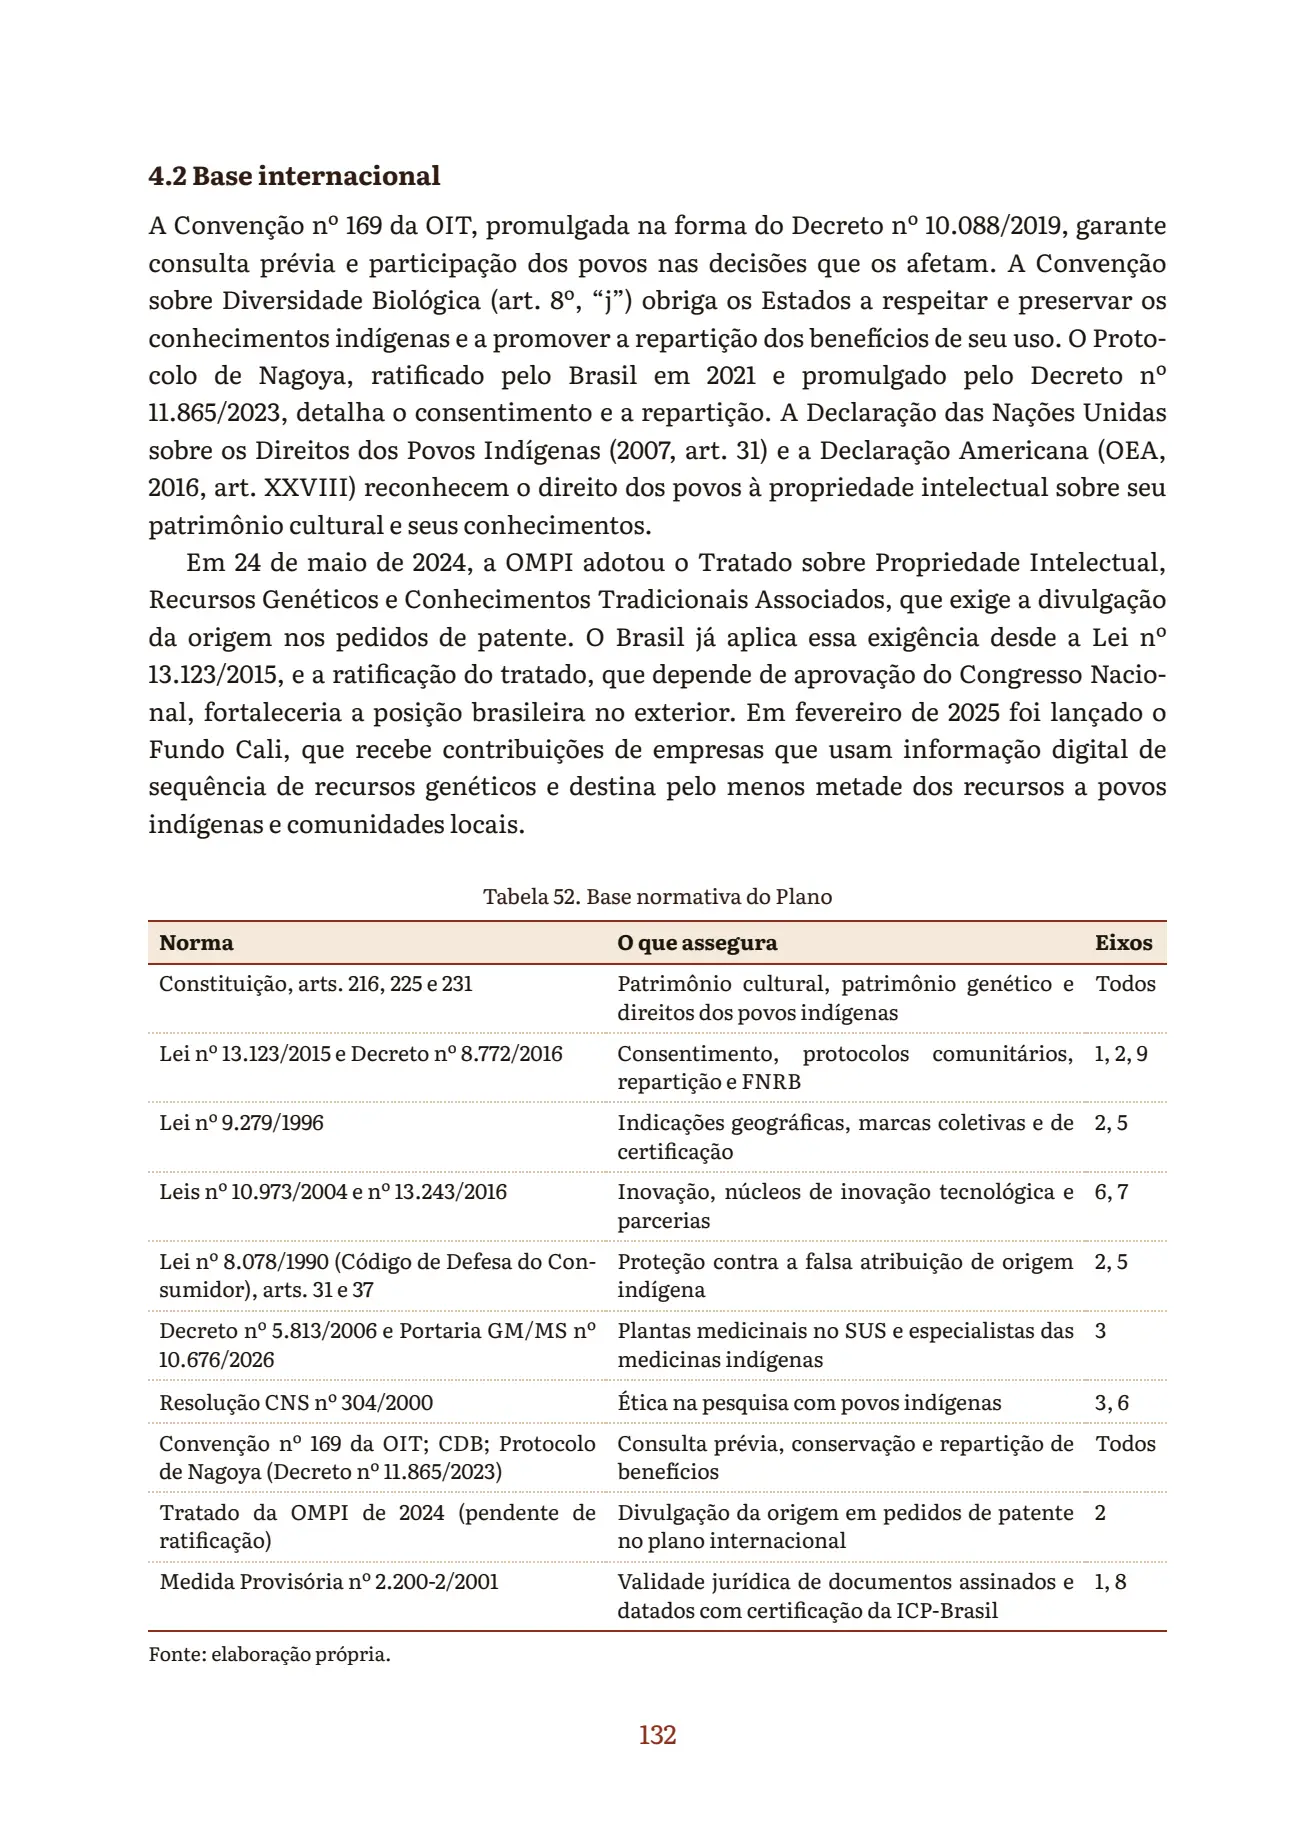 4.2 Base internacional
A Convenção nº 169 da OIT, promulgada na forma do Decreto nº 10.088/2019, garante
consulta prévia e participação dos povos nas decisões que os afetam. A Convenção
sobre Diversidade Biológica (art. 8º, “j”) obriga os Estados a respeitar e preservar os
conhecimentos indígenas e a promover a repartição dos benefícios de seu uso. O Proto-
colo de Nagoya, ratificado pelo Brasil em 2021 e promulgado pelo Decreto nº
11.865/2023, detalha o consentimento e a repartição. A Declaração das Nações Unidas
sobre os Direitos dos Povos Indígenas (2007, art. 31) e a Declaração Americana (OEA,
2016, art. XXVIII) reconhecem o direito dos povos à propriedade intelectual sobre seu
patrimônio cultural e seus conhecimentos.
Em 24 de maio de 2024, a OMPI adotou o Tratado sobre Propriedade Intelectual,
Recursos Genéticos e Conhecimentos Tradicionais Associados, que exige a divulgação
da origem nos pedidos de patente. O Brasil já aplica essa exigência desde a Lei nº
13.123/2015, e a ratificação do tratado, que depende de aprovação do Congresso Nacio-
nal, fortaleceria a posição brasileira no exterior. Em fevereiro de 2025 foi lançado o
Fundo Cali, que recebe contribuições de empresas que usam informação digital de
sequência de recursos genéticos e destina pelo menos metade dos recursos a povos
indígenas e comunidades locais.
Tabela 52. Base normativa do Plano
Norma O que assegura Eixos
Constituição, arts. 216, 225 e 231 Patrimônio cultural, patrimônio genético e Todos
direitos dos povos indígenas
Lei nº 13.123/2015 e Decreto nº 8.772/2016 Consentimento, protocolos comunitários, 1, 2, 9
repartição e FNRB
Lei nº 9.279/1996 Indicações geográficas, marcas coletivas e de 2, 5
certificação
Leis nº 10.973/2004 e nº 13.243/2016 Inovação, núcleos de inovação tecnológica e 6, 7
parcerias
Lei nº 8.078/1990 (Código de Defesa do Con- Proteção contra a falsa atribuição de origem 2, 5
sumidor), arts. 31 e 37 indígena
Decreto nº 5.813/2006 e Portaria GM/MS nº Plantas medicinais no SUS e especialistas das 3
10.676/2026 medicinas indígenas
Resolução CNS nº 304/2000 Ética na pesquisa com povos indígenas 3, 6
Convenção nº 169 da OIT; CDB; Protocolo Consulta prévia, conservação e repartição de Todos
de Nagoya (Decreto nº 11.865/2023) benefícios
Tratado da OMPI de 2024 (pendente de Divulgação da origem em pedidos de patente 2
ratificação) no plano internacional
Medida Provisória nº 2.200-2/2001 Validade jurídica de documentos assinados e 1, 8
datados com certificação da ICP-Brasil
Fonte: elaboração própria.
132